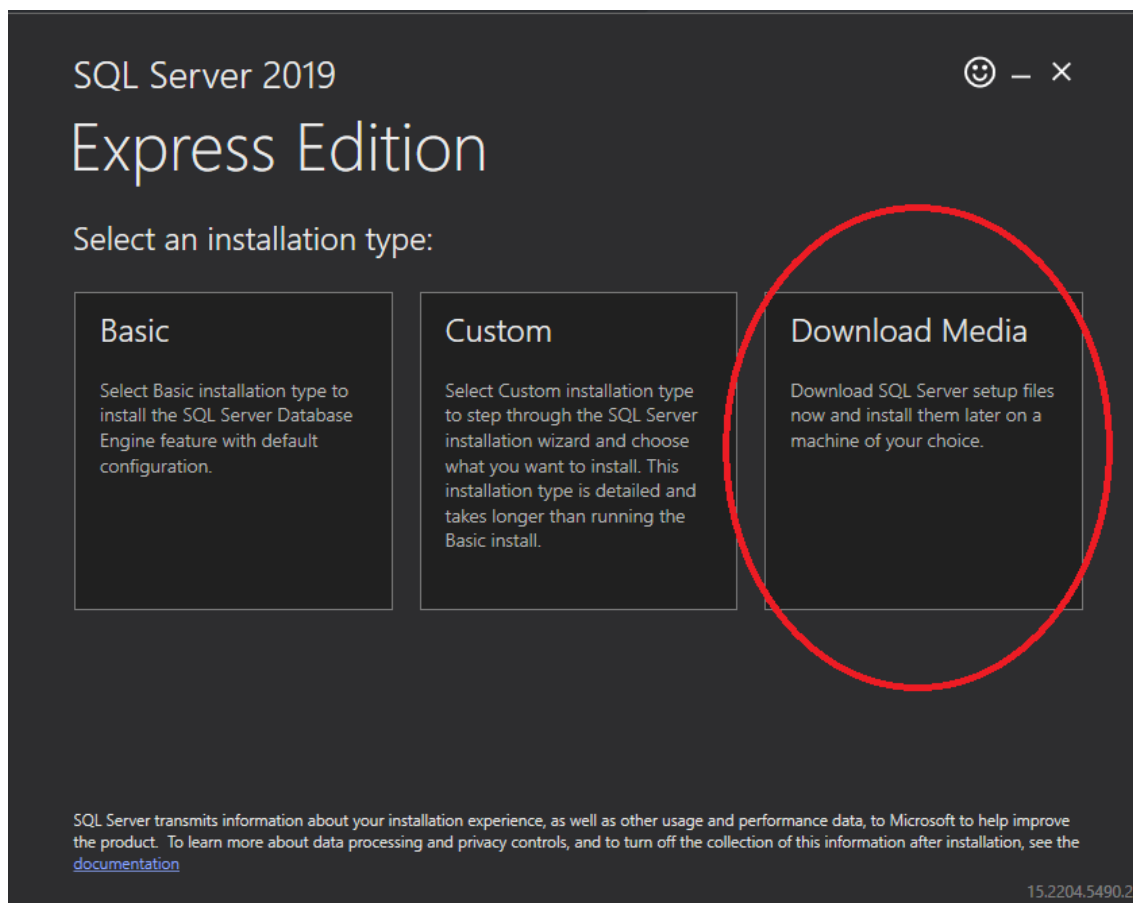 SQL Server 2019
Express Edition
Select an installation type:
Basic
Select Basic installation type to
install the SQL Server Database
Engine feature with default
configuration.
Custom
Select Custom installation type
to step through the SQL Server
installation wizard and choose
what you want to install. This
installation type is detailed and
takes longer than running the
Basic install.
Download Media
Download SQL Server setup files
now and install them later on a
machine of your choice.
SQL Server transmits information about your installation experience, as well as other usage and performance data, to Microsoft to help improve
the product.  To learn more about data processing and privacy controls, and to turn off the collection of this information after installation, see the
documentation
15.2204.5490.2